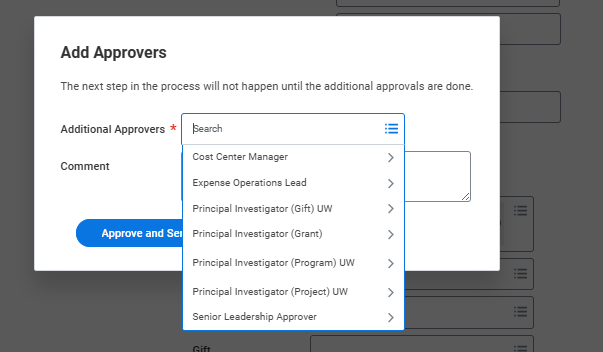 Add Approvers
The next step in the process will not happen until the additional approvals are done.
Additional Approvers *
Search
Comment
Cost Center Manager
Expense Operations Lead
Principal Investigator (Gift) UW
Principal Investigator (Grant)
Approve and Sen
Principal Investigator (Program) UW
Principal Investigator (Project) UW
Senior Leadership Approver
Gift